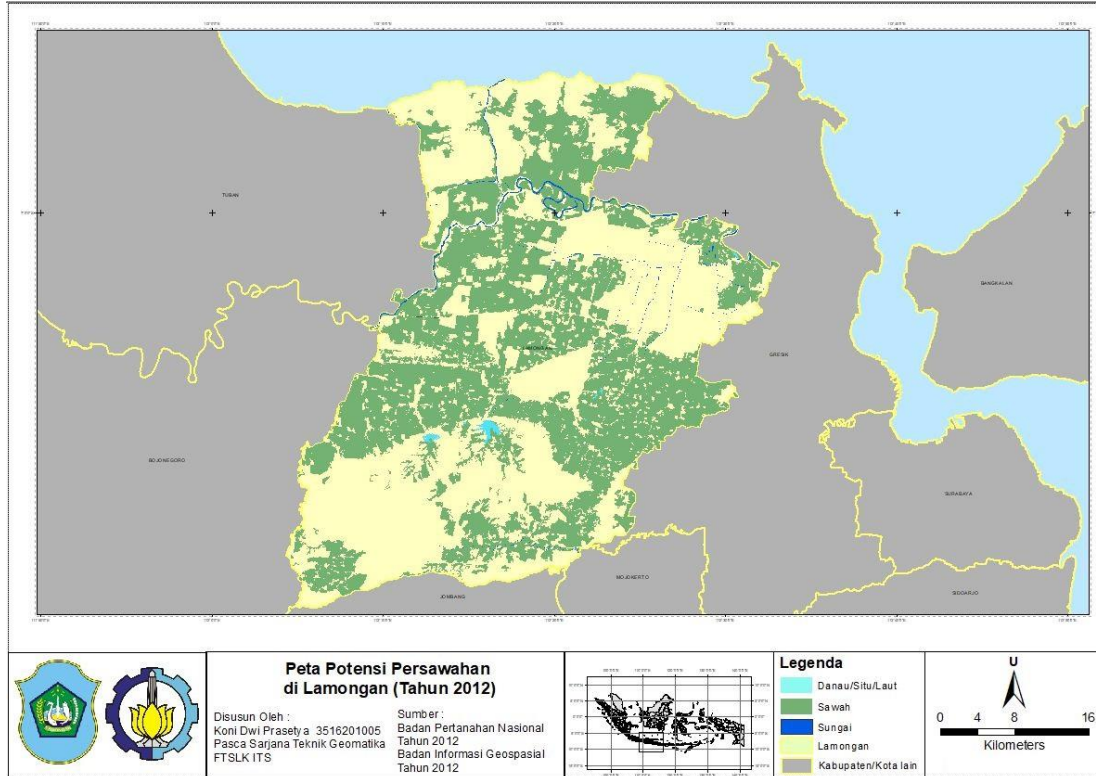 TUBAN
BANGKALAN
GRESIK
BOJONEGORO
SURABAYA
MOJOKERTO
SIDOARJO
JOMBANG
Peta Potensi Persawahan
di Lamongan (Tahun 2012)
Disusun Oleh :
Koni Dwi Prasetya 3516201005
Pasca Sarjana Teknik Geomatika
FTSLK ITS
Sumber :
Badan Pertanahan Nasional
Tahun 2012
Badan Informasi Geospasial
Tahun 2012
Legenda
Danau/Situ/Laut
Sawah
Sungai
Lamongan
Kabupaten/Kota lain
U
0 4 8 16
Kilometers